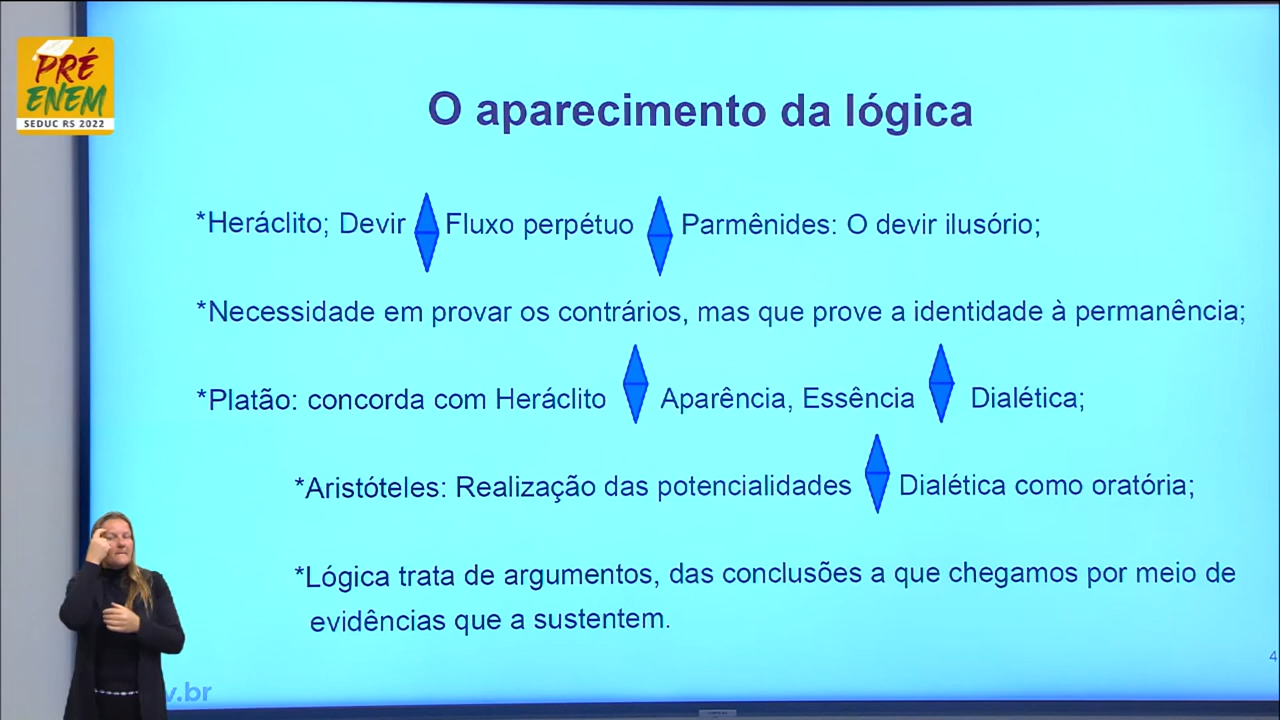 PRÉ
ENEM
SEDUC RS 2022
O aparecimento da lógica
*Heráclito; Devir Fluxo perpétuo Parmênides: O devir ilusório;
*Necessidade em provar os contrários, mas que prove a identidade à permanência;
*Platão: concorda com Heráclito Aparência, Essência Dialética;
*Aristóteles: Realização das potencialidades Dialética como oratória;
*Lógica trata de argumentos, das conclusões a que chegamos por meio de
evidências que a sustentem.
4
v.br